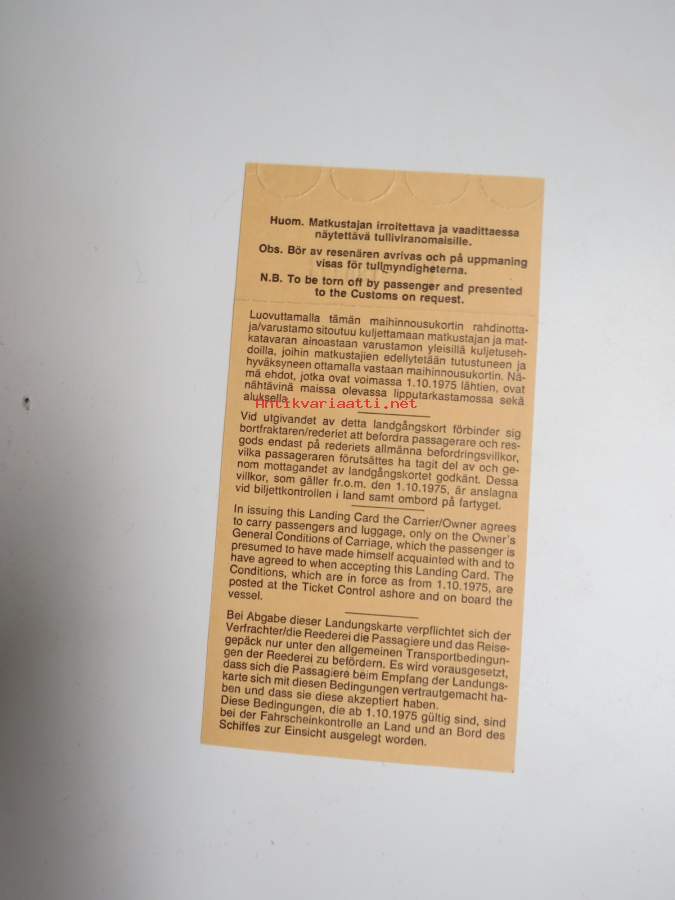 Huom. Matkustajan irroitettava ja vaadittaessa
näytettävä tulliviranomaisille.
Obs. Bör av resenären avrivas och på uppmaning
visas för tullmyndigheterna.
N.B. To be torn off by passenger and presented
to the Customs on request.
Luovuttamalla tämän maihinnousukortin rahdinotta-
ja/varustamo sitoutuu kuljettamaan matkustajan ja mat-
katavaran ainoastaan varustamon yleisillä kuljetuseh-
doilla, joihin matkustajien edellytetään tutustuneen ja
hyväksyneen ottamalla vastaan maihinnousukortin. Nä-
mä ehdot, jotka ovat voimassa 1.10.1975 lähtien, ovat
nähtävinä maissa olevassa lipputarkastamossa sekä
aluksella.
Antikvariaatti.net
Vid utgivandet av detta landgångskort förbinder sig
bortfraktaren/rederiet att befordra passagerare och res-
gods endast på rederiets allmänna befordringsvillkor,
vilka passageraren förutsättes ha tagit del av och ge-
nom mottagandet av landgångskortet godkänt. Dessa
villkor, som gäller fr.o.m. den 1.10.1975, är anslagna
vid biljettkontrollen i land samt ombord på fartyget.
In issuing this Landing Card the Carrier/Owner agrees
to carry passengers and luggage, only on the Owner's
General Conditions of Carriage, which the passenger is
presumed to have made himself acquainted with and to
have agreed to when accepting this Landing Card. The
Conditions, which are in force as from 1.10.1975, are
posted at the Ticket Control ashore and on board the
vessel.
Bei Abgabe dieser Landungskarte verpflichtet sich der
Verfrachter/die Reederei die Passagiere und das Reise-
gepäck nur unter den allgemeinen Transportbedingun-
gen der Reederei zu befördern. Es wird vorausgesetzt,
dass sich die Passagiere beim Empfang der Landungs-
karte sich mit diesen Bedingungen vertrautgemacht ha-
ben und dass sie diese akzeptiert haben.
Diese Bedingungen, die ab 1.10.1975 gültig sind, sind
bei der Fahrscheinkontrolle an Land und an Bord des
Schiffes zur Einsicht ausgelegt worden.